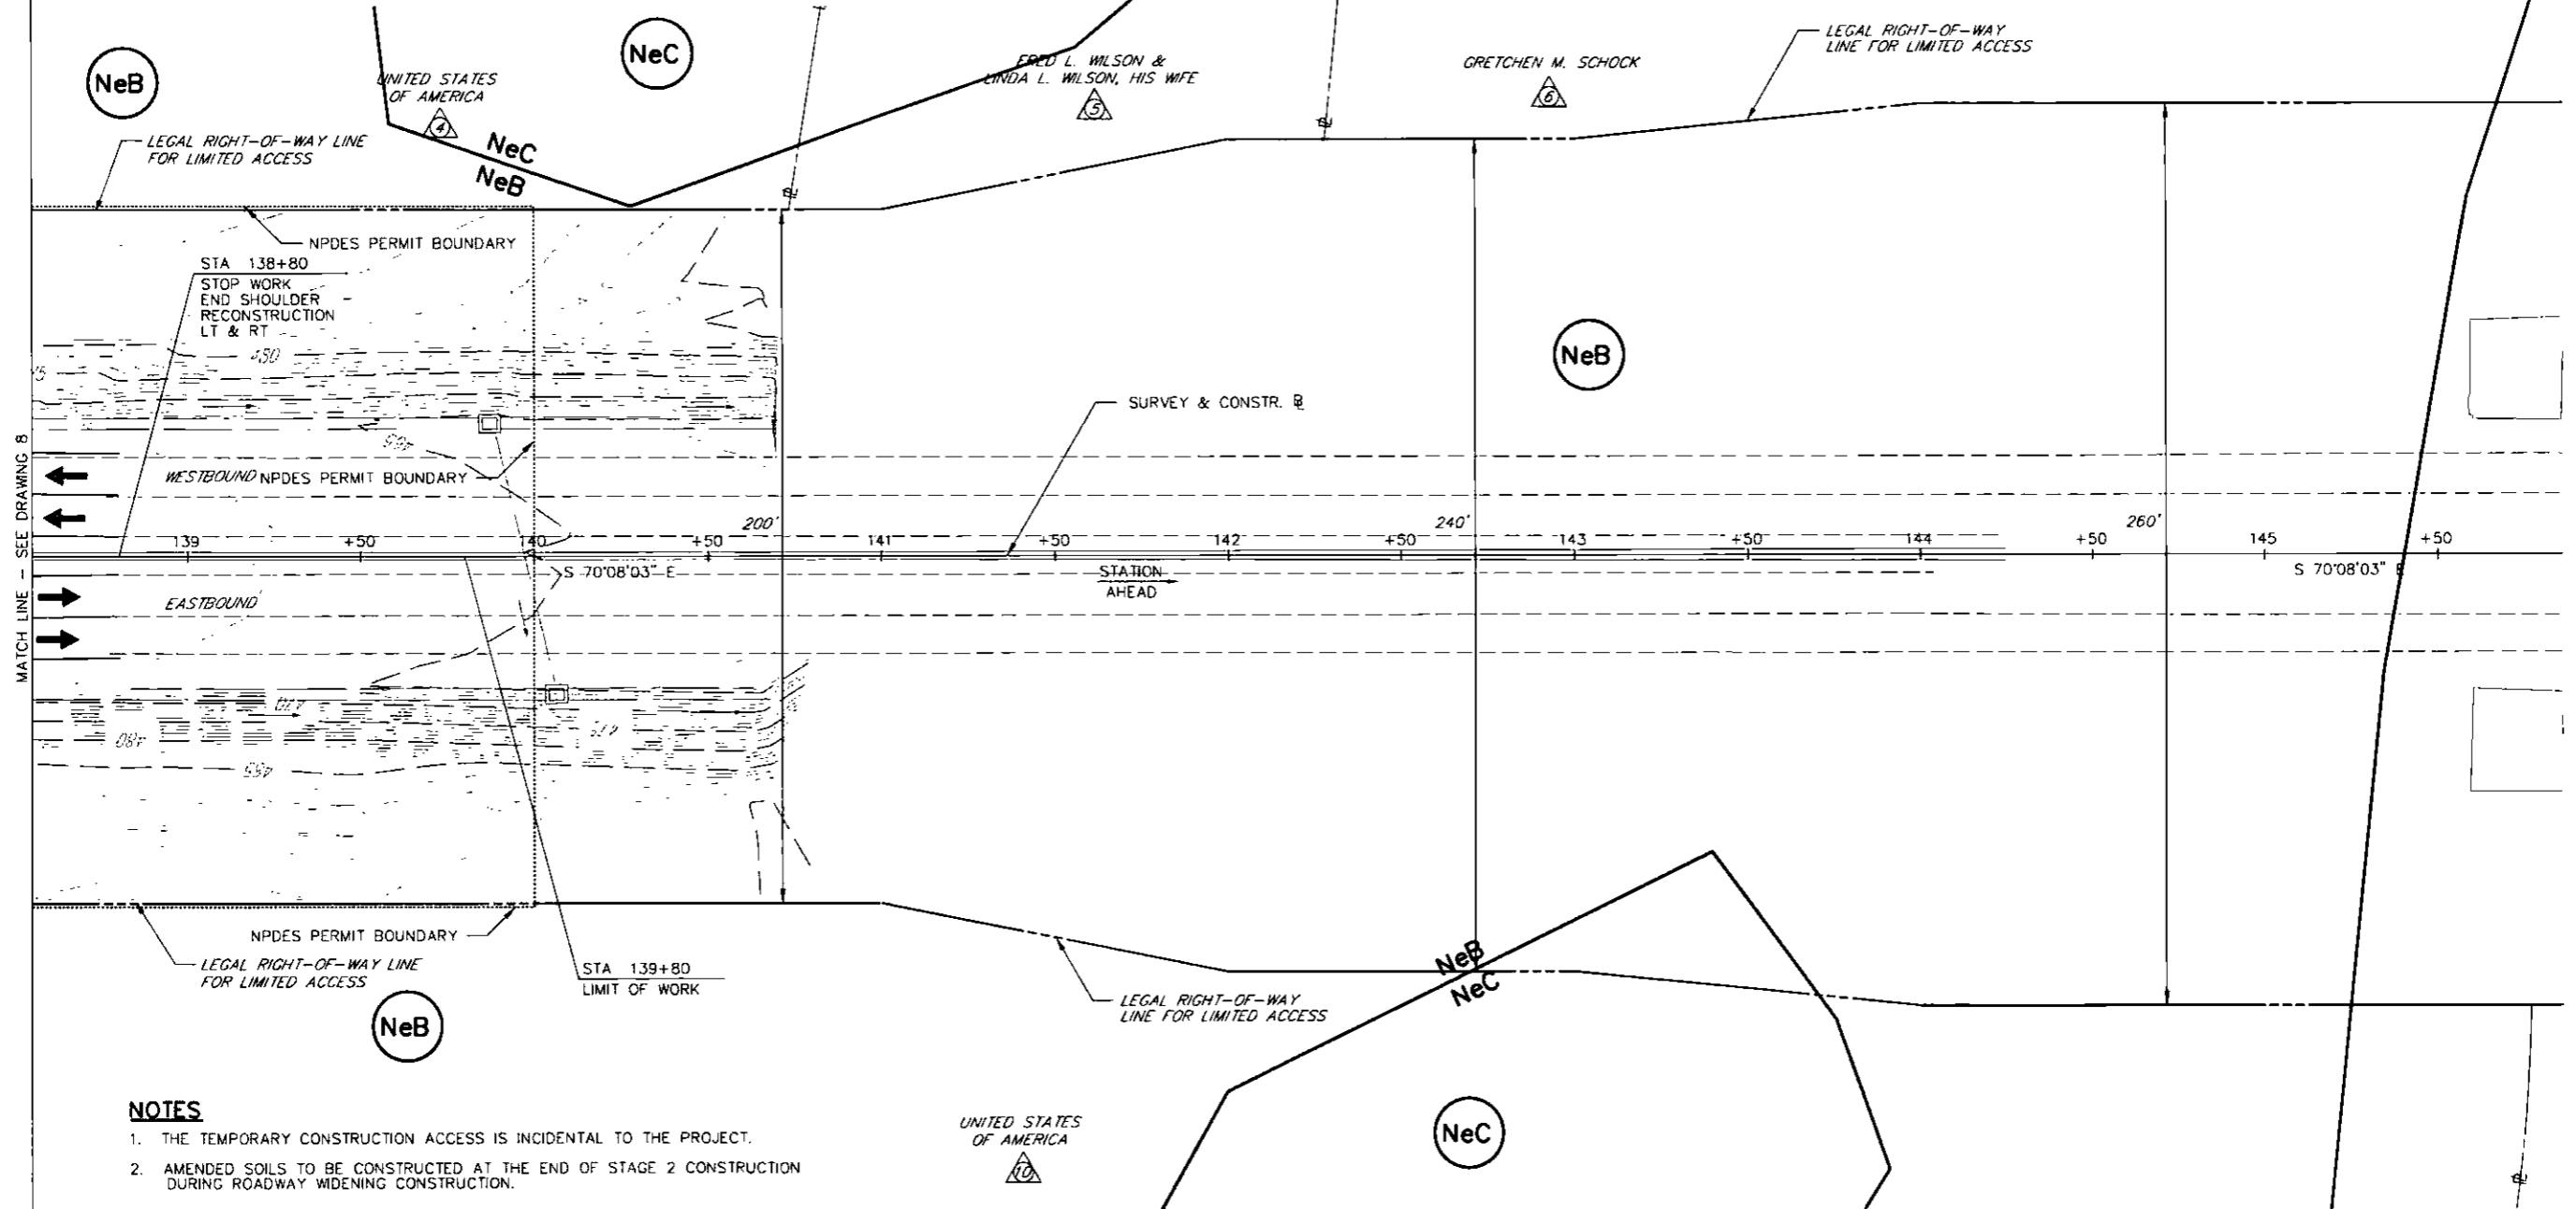 NeB
NeC
UNITED STATES
OF AMERICA
4
FRED L. WILSON &
LINDA L. WILSON, HIS WIFE
5
GRETCHEN M. SCHOCK
6
LEGAL RIGHT-OF-WAY
LINE FOR LIMITED ACCESS
LEGAL RIGHT-OF-WAY LINE
FOR LIMITED ACCESS
NeC
NeB
NPDES PERMIT BOUNDARY
STA 138+80
STOP WORK
END SHOULDER
RECONSTRUCTION
LT & RT
480
NeB
SURVEY & CONSTR. BL
465
MATCH LINE - SEE DRAWING 8
WESTBOUND
NPDES PERMIT BOUNDARY
200'
240'
260'
139
+50
140
+50
141
+50
142
+50
143
+50
144
+50
145
+50
S 70°08'03" E
STATION
AHEAD
S 70°08'03" E
EASTBOUND
470
480
475
485
NPDES PERMIT BOUNDARY
LEGAL RIGHT-OF-WAY LINE
FOR LIMITED ACCESS
STA 139+80
LIMIT OF WORK
NeB
NeC
LEGAL RIGHT-OF-WAY
LINE FOR LIMITED ACCESS
NeB
NOTES
1. THE TEMPORARY CONSTRUCTION ACCESS IS INCIDENTAL TO THE PROJECT.
2. AMENDED SOILS TO BE CONSTRUCTED AT THE END OF STAGE 2 CONSTRUCTION
DURING ROADWAY WIDENING CONSTRUCTION.
UNITED STATES
OF AMERICA
10
NeC